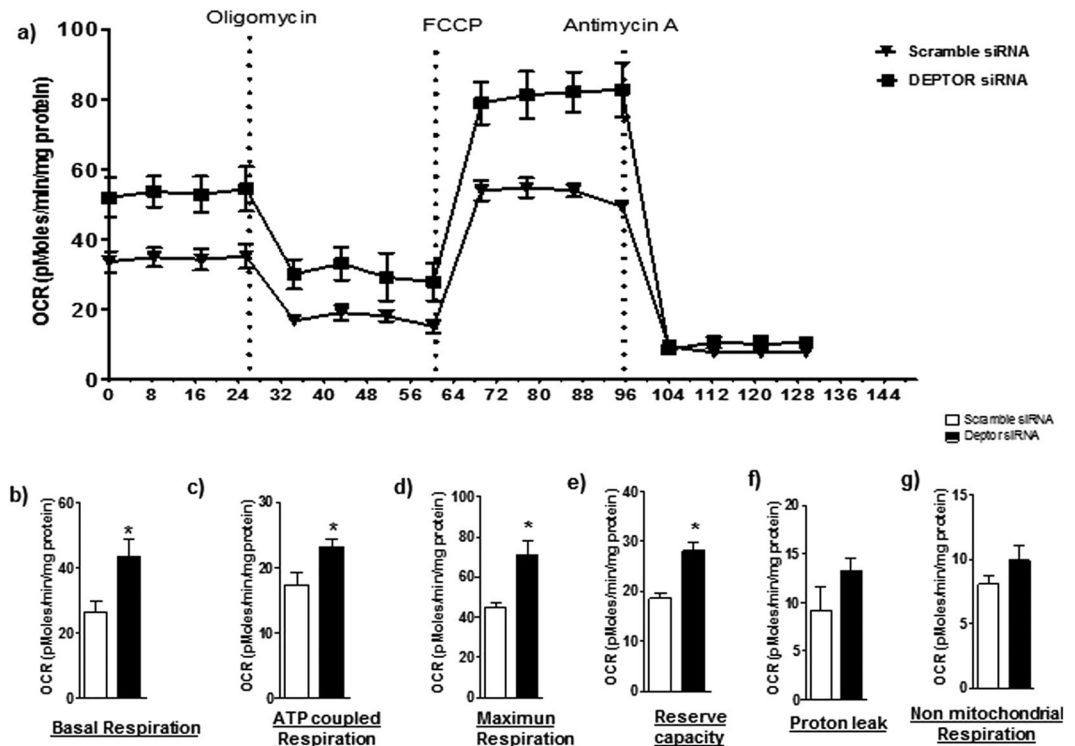 a)
Oligomycin
FCCP
Antimycin A
Scramble siRNA
DEPTOR siRNA
OCR (pMoles/min/mg protein)
100
80
60
40
20
0
0 8 16 24 32 40 48 56 64 72 80 88 96 104 112 120 128 136 144
Scramble siRNA
Deptor siRNA
b)
OCR (pMoles/min/mg protein)
60
40
20
0
*
Basal Respiration
c)
OCR (pMoles/min/mg protein)
30
20
10
0
*
ATP coupled
Respiration
d)
OCR (pMoles/min/mg protein)
100
80
60
40
20
0
*
Maximun
Respiration
e)
OCR (pMoles/min/mg protein)
40
30
20
10
0
*
Reserve
capacity
f)
OCR (pMoles/min/mg protein)
20
15
10
5
0
Proton leak
g)
OCR (pMoles/min/mg protein)
15
10
5
0
Non mitochondrial
Respiration